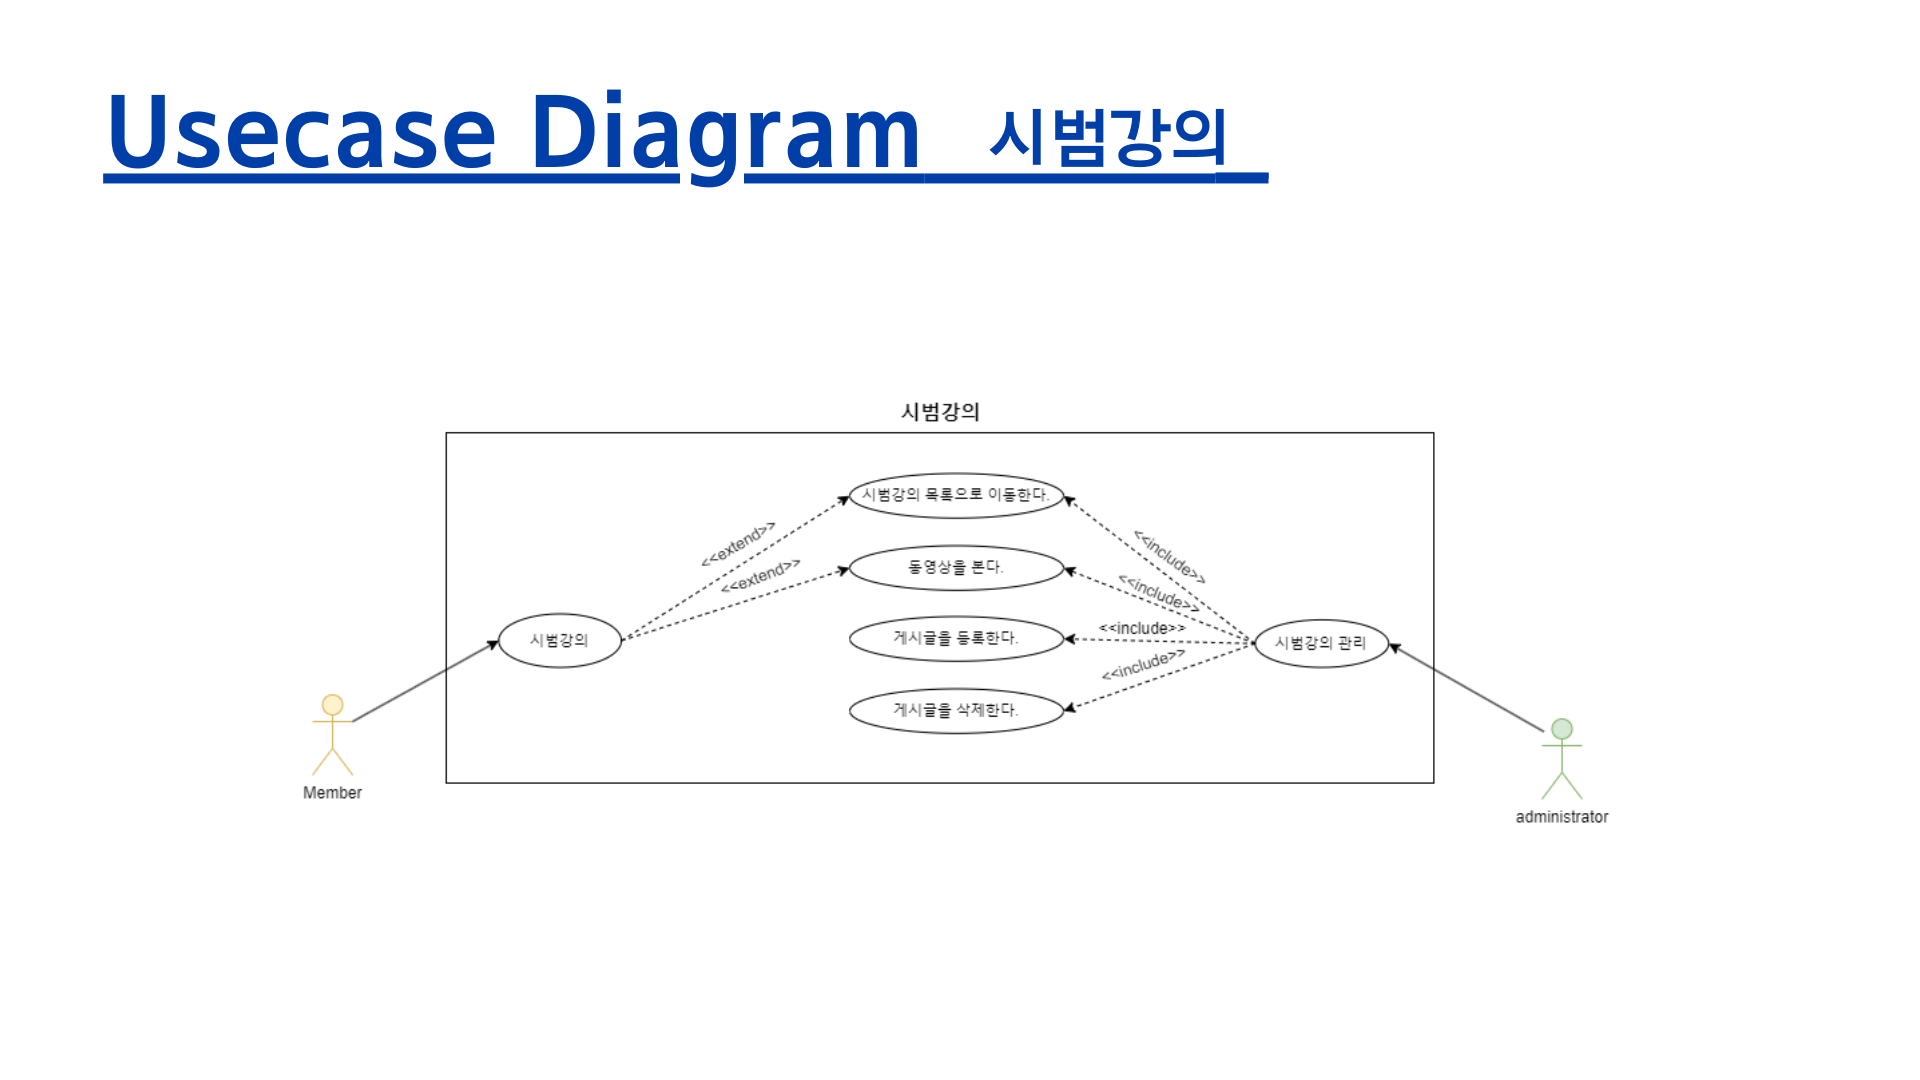 Usecase Diagram 시범강의
시범강의
시범강의 목록으로 이동한다.
<<extend>>
<<include>>
동영상을 본다.
<<extend>>
<<include>>
게시글을 등록한다.
<<include>>
시범강의
시범강의 관리
<<include>>
게시글을 삭제한다.
Member
administrator